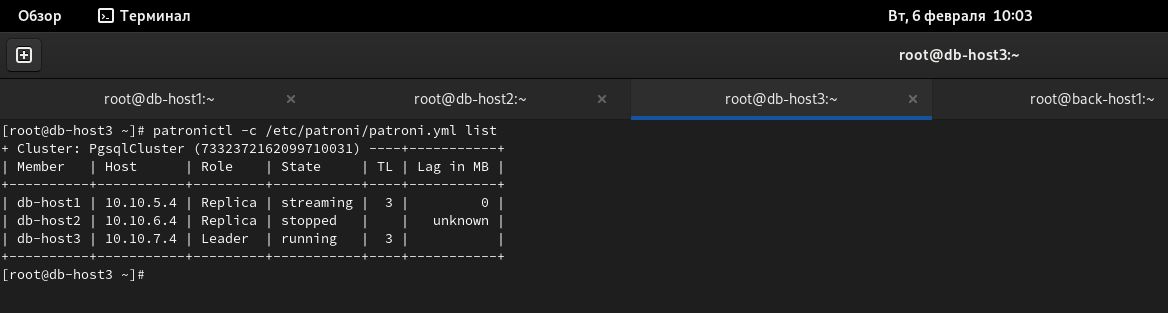 Обзор Терминал Вт, 6 февраля 10:03
root@db-host3:~
root@db-host1:~ × root@db-host2:~ × root@db-host3:~ × root@back-host1:~
[root@db-host3 ~]# patronictl -c /etc/patroni/patroni.yml list
+ Cluster: PgsqlCluster (7332372162099710031) ----+-----------+
| Member   | Host      | Role    | State     | TL | Lag in MB |
+----------+-----------+---------+-----------+----+-----------+
| db-host1 | 10.10.5.4 | Replica | streaming |  3 |         0 |
| db-host2 | 10.10.6.4 | Replica | stopped   |    |   unknown |
| db-host3 | 10.10.7.4 | Leader  | running   |  3 |           |
+----------+-----------+---------+-----------+----+-----------+
[root@db-host3 ~]#